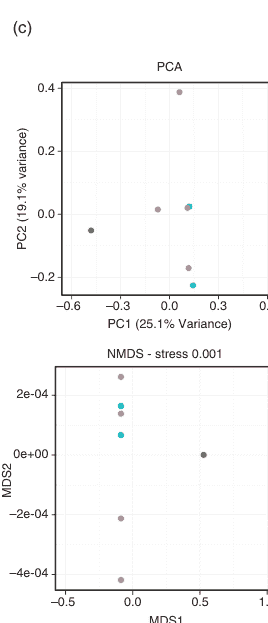 (c)
PCA
PC2 (19.1% variance)
0.4
0.2
0.0
−0.2
−0.6 −0.3 0.0 0.3
PC1 (25.1% Variance)
NMDS - stress 0.001
MDS2
2e−04
0e+00
−2e−04
−4e−04
−0.5 0.0 0.5 1.
MDS1